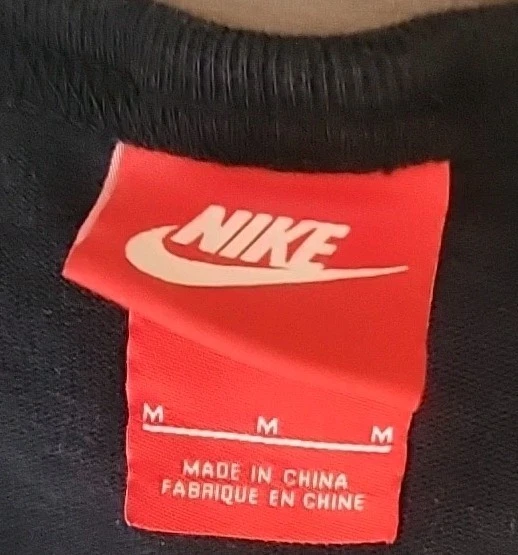 NIKE
M M M
MADE IN CHINA
FABRIQUE EN CHINE